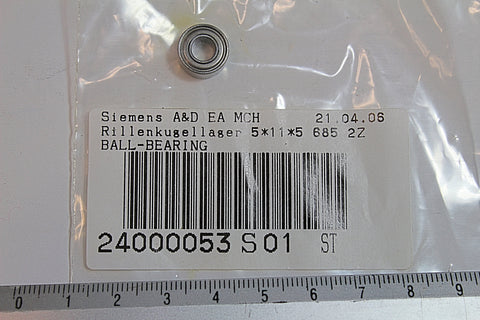 Siemens A&D EA MCH 21.04.06
Rillenkugellager 5*11*5 685 2Z
BALL-BEARING
24000053 S01 ST
0 1 2 3 4 5 6 7 8 9